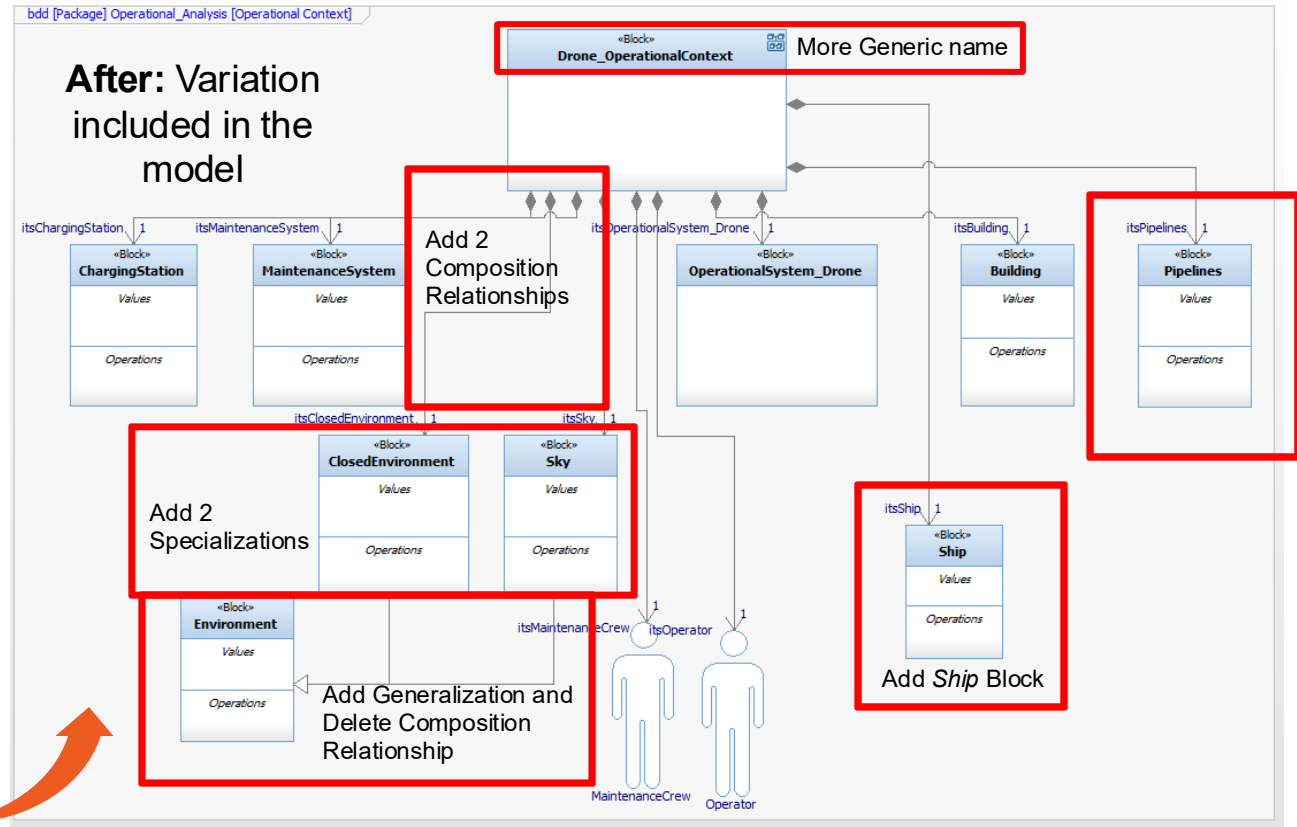 bdd [Package] Operational_Analysis [Operational Context]
«Block»
Drone_OperationalContext
More Generic name
After: Variation
included in the
model
itsChargingStation 1
itsMaintenanceSystem 1
itsOperationalSystem_Drone 1
itsBuilding 1
itsPipelines 1
«Block»
ChargingStation
Values
Operations
«Block»
MaintenanceSystem
Values
Operations
Add 2
Composition
Relationships
«Block»
OperationalSystem_Drone
«Block»
Building
Values
Operations
«Block»
Pipelines
Values
Operations
itsClosedEnvironment 1
itsSky 1
Add 2
Specializations
«Block»
ClosedEnvironment
Values
Operations
«Block»
Sky
Values
Operations
itsShip 1
«Block»
Ship
Values
Operations
Add Ship Block
«Block»
Environment
Values
Operations
Add Generalization and
Delete Composition
Relationship
itsMaintenanceCrew 1
itsOperator 1
MaintenanceCrew
Operator